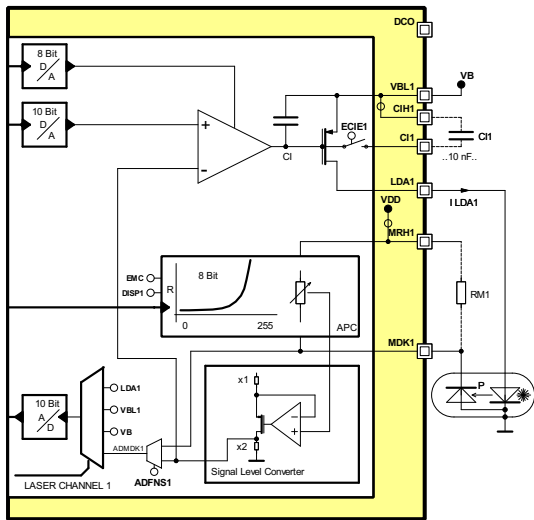 DCO
8 Bit
D
A
VBL1
VB
CIH1
10 Bit
D
A
+
ECIE1
CI
CI1
CI1
..10 nF..
-
LDA1
I LDA1
VDD
MRH1
EMC
DISP1
R
8 Bit
0
255
APC
RM1
MDK1
x1
10 Bit
A
D
LDA1
VBL1
VB
ADMDK1
-
+
x2
P
Signal Level Converter
LASER CHANNEL 1
ADFNS1